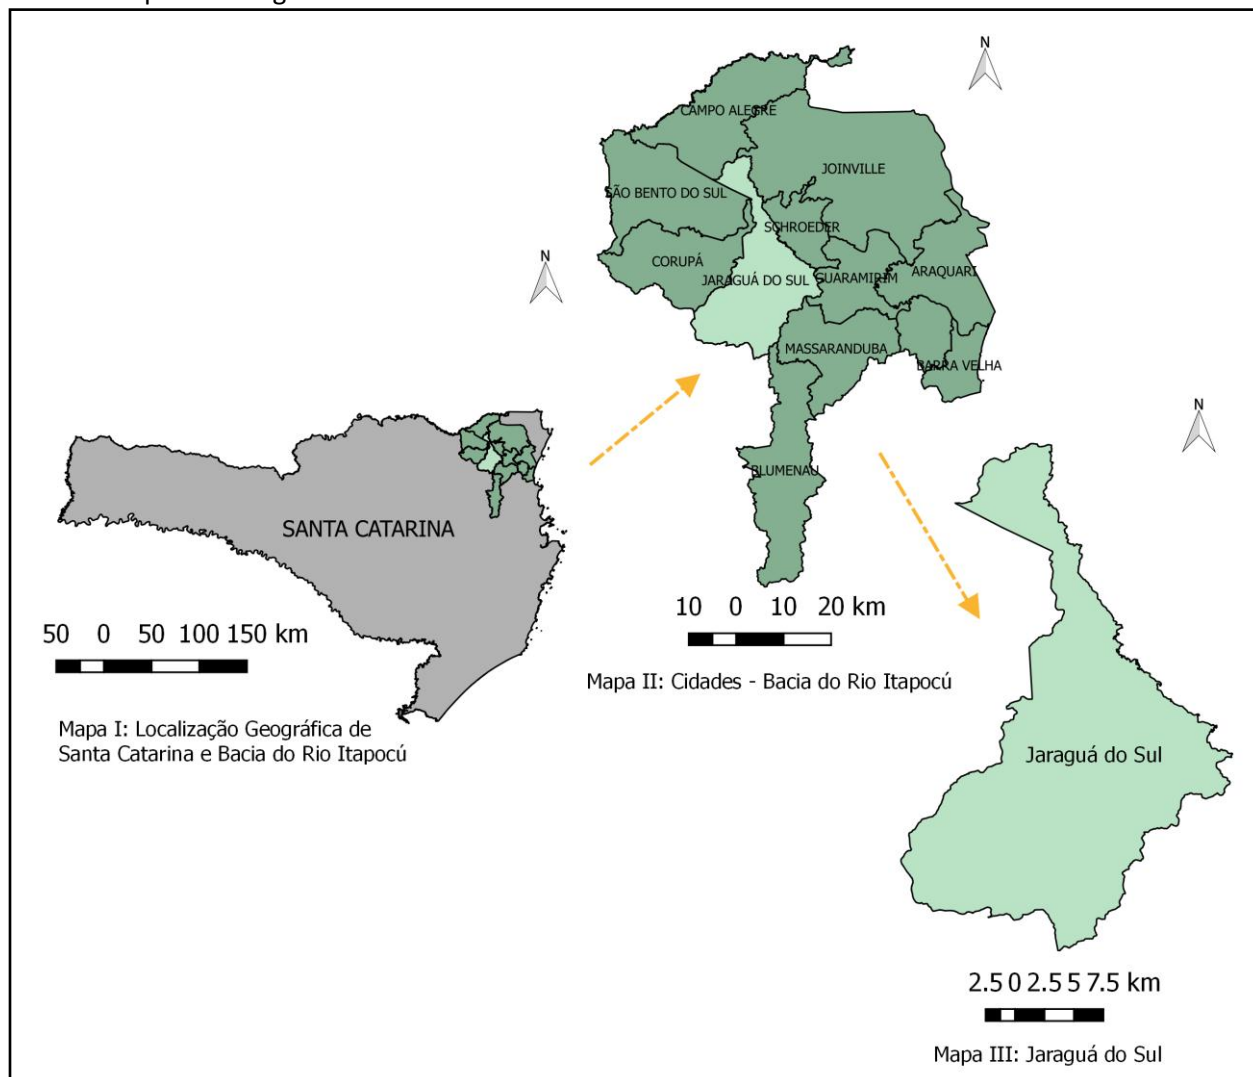 N
CAMPO ALEGRE
JOINVILLE
SÃO BENTO DO SUL
SCHROEDER
CORUPÁ
ARAQUARI
JARAGUÁ DO SUL
GUARAMIRIM
MASSARANDUBA
BARRA VELHA
BLUMENAU
10 0 10 20 km
Mapa II: Cidades - Bacia do Rio Itapocú
N
SANTA CATARINA
50 0 50 100 150 km
Mapa I: Localização Geográfica de
Santa Catarina e Bacia do Rio Itapocú
N
Jaraguá do Sul
2.5 0 2.5 5 7.5 km
Mapa III: Jaraguá do Sul